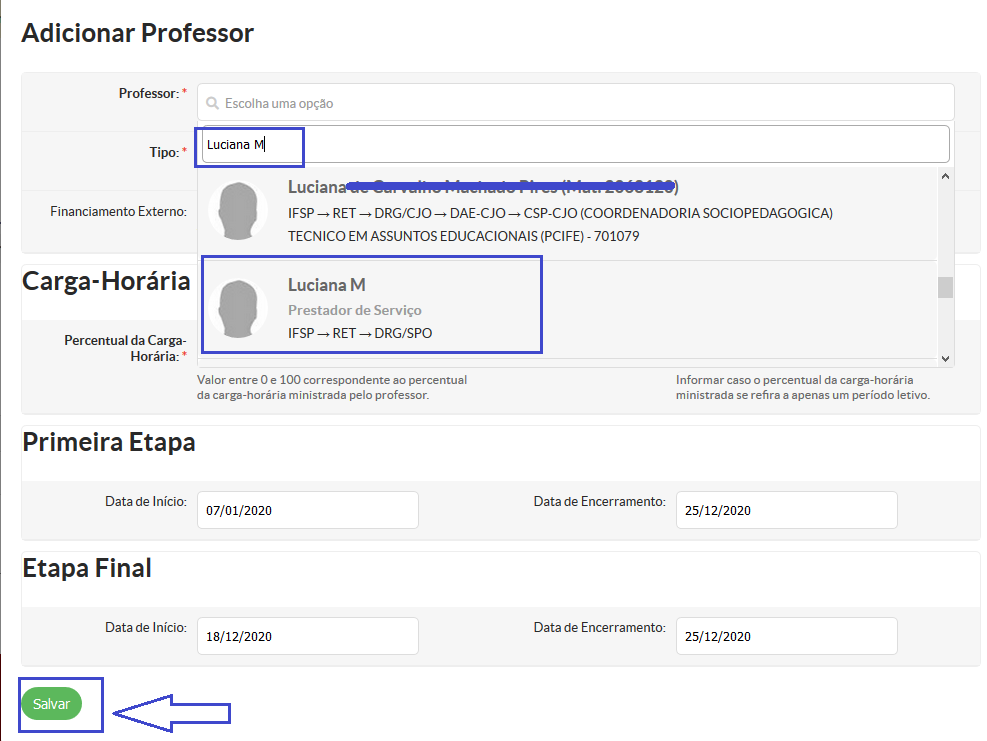 Adicionar Professor
Professor: *
Escolha uma opção
Tipo: *
Luciana M
Financiamento Externo:
Luciana
IFSP → RET → DRG/CJO → DAE-CJO → CSP-CJO (COORDENADORIA SOCIOPEDAGOGICA)
TECNICO EM ASSUNTOS EDUCACIONAIS (PCIFE) - 701079
Carga-Horária
Luciana M
Prestador de Serviço
IFSP → RET → DRG/SPO
Percentual da Carga-
Horária: *
Valor entre 0 e 100 correspondente ao percentual
da carga-horária ministrada pelo professor.
Informar caso o percentual da carga-horária
ministrada se refira a apenas um período letivo.
Primeira Etapa
Data de Início:
07/01/2020
Data de Encerramento:
25/12/2020
Etapa Final
Data de Início:
18/12/2020
Data de Encerramento:
25/12/2020
Salvar